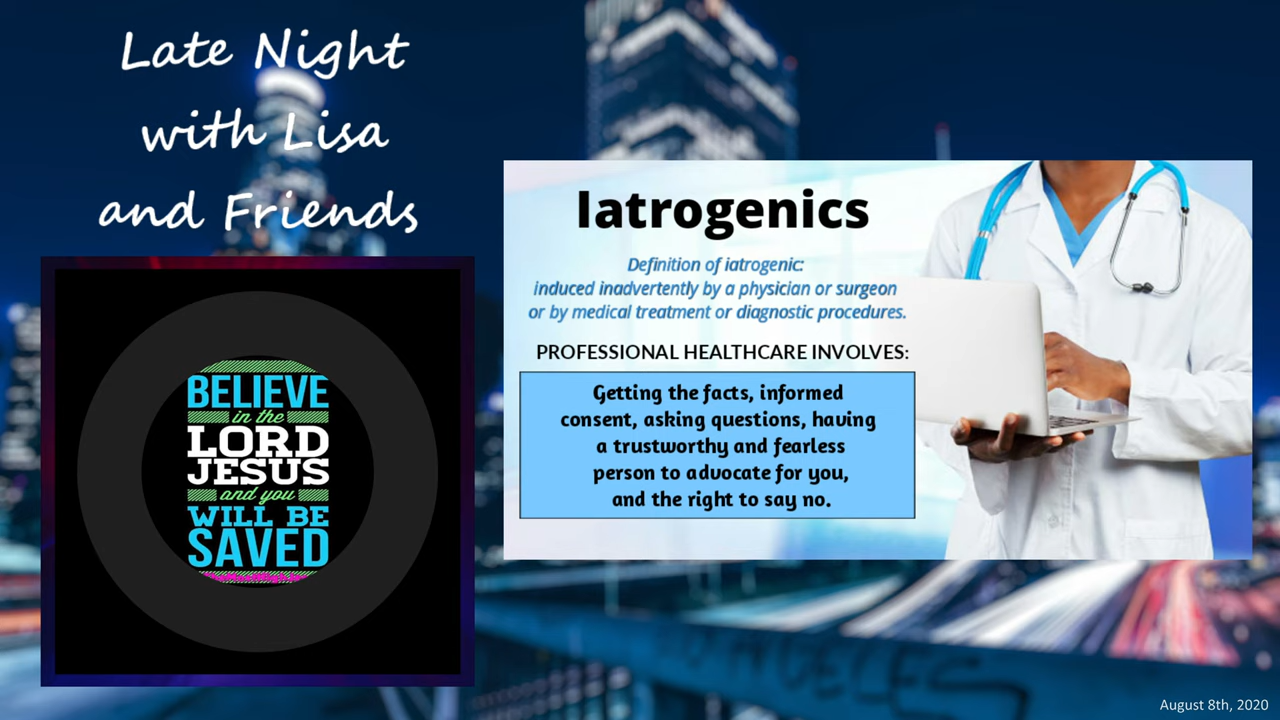 Late Night
with Lisa
and Friends
BELIEVE
in the
LORD
JESUS
and you
WILL BE
SAVED
Iatrogenics
Definition of iatrogenic:
induced inadvertently by a physician or surgeon
or by medical treatment or diagnostic procedures.
PROFESSIONAL HEALTHCARE INVOLVES:
Getting the facts, informed
consent, asking questions, having
a trustworthy and fearless
person to advocate for you,
and the right to say no.
August 8th, 2020